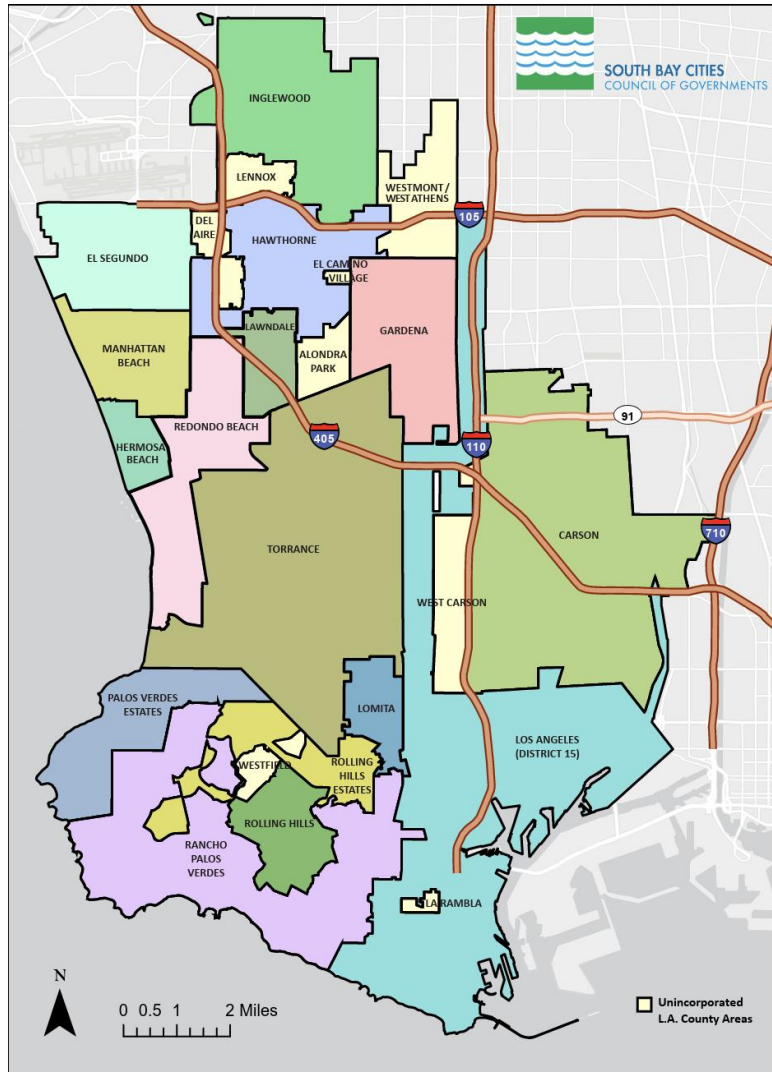 SOUTH BAY CITIES
COUNCIL OF GOVERNMENTS
INGLEWOOD
LENNOX
WESTMONT/
WEST ATHENS
105
DEL
AIRE
HAWTHORNE
EL SEGUNDO
EL CAMINO
VILLAGE
LAWNDALE
GARDENA
MANHATTAN
BEACH
ALONDRA
PARK
91
REDONDO BEACH
405
110
HERMOSA
BEACH
TORRANCE
CARSON
710
WEST CARSON
PALOS VERDES
ESTATES
LOMITA
LOS ANGELES
(DISTRICT 15)
WESTFIELD
ROLLING
HILLS
ESTATES
ROLLING HILLS
RANCHO
PALOS
VERDES
LA RAMBLA
N
0 0.5 1 2 Miles
Unincorporated
L.A. County Areas